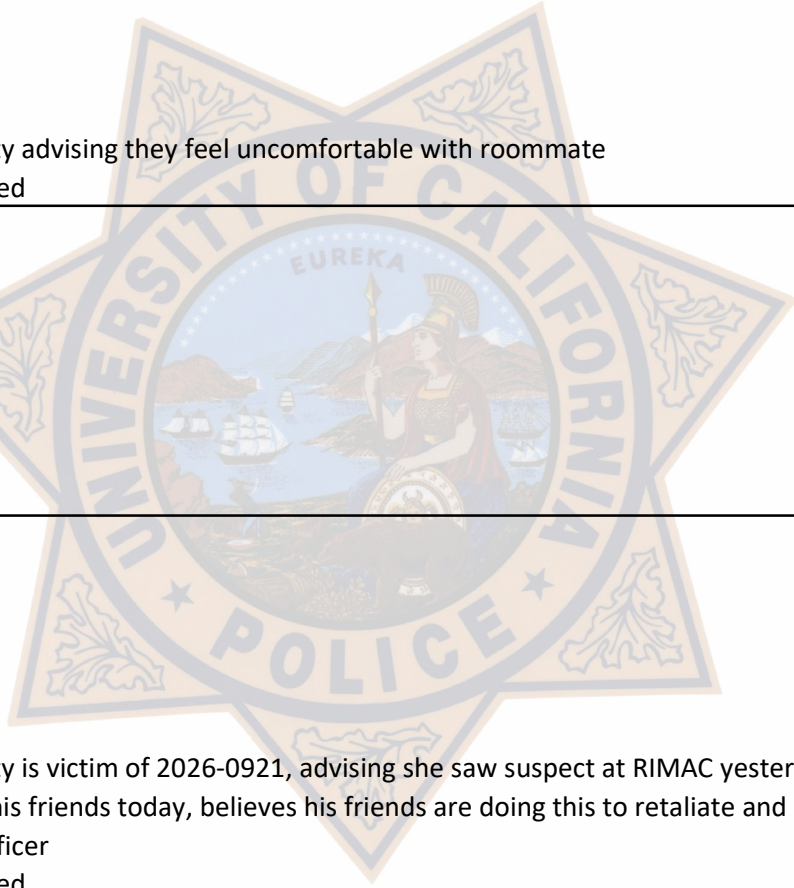 ty advising they feel uncomfortable with roommate
ed
UNIVERSITY OF CALIFORNIA
EUREKA
POLICE
ty is victim of 2026-0921, advising she saw suspect at RIMAC yester
his friends today, believes his friends are doing this to retaliate and
ficer
ed